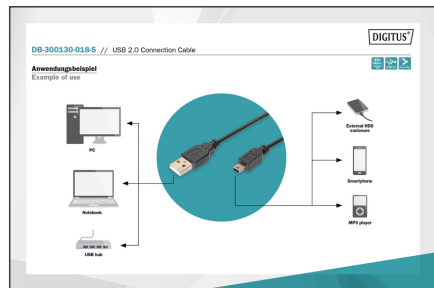 DIGITUS®
DB-300130-018-S // USB 2.0 Connection Cable
Anwendungsbeispiel
Example of use
PC
Notebook
USB hub
External HDD
enclosure
Smartphone
MP3 player